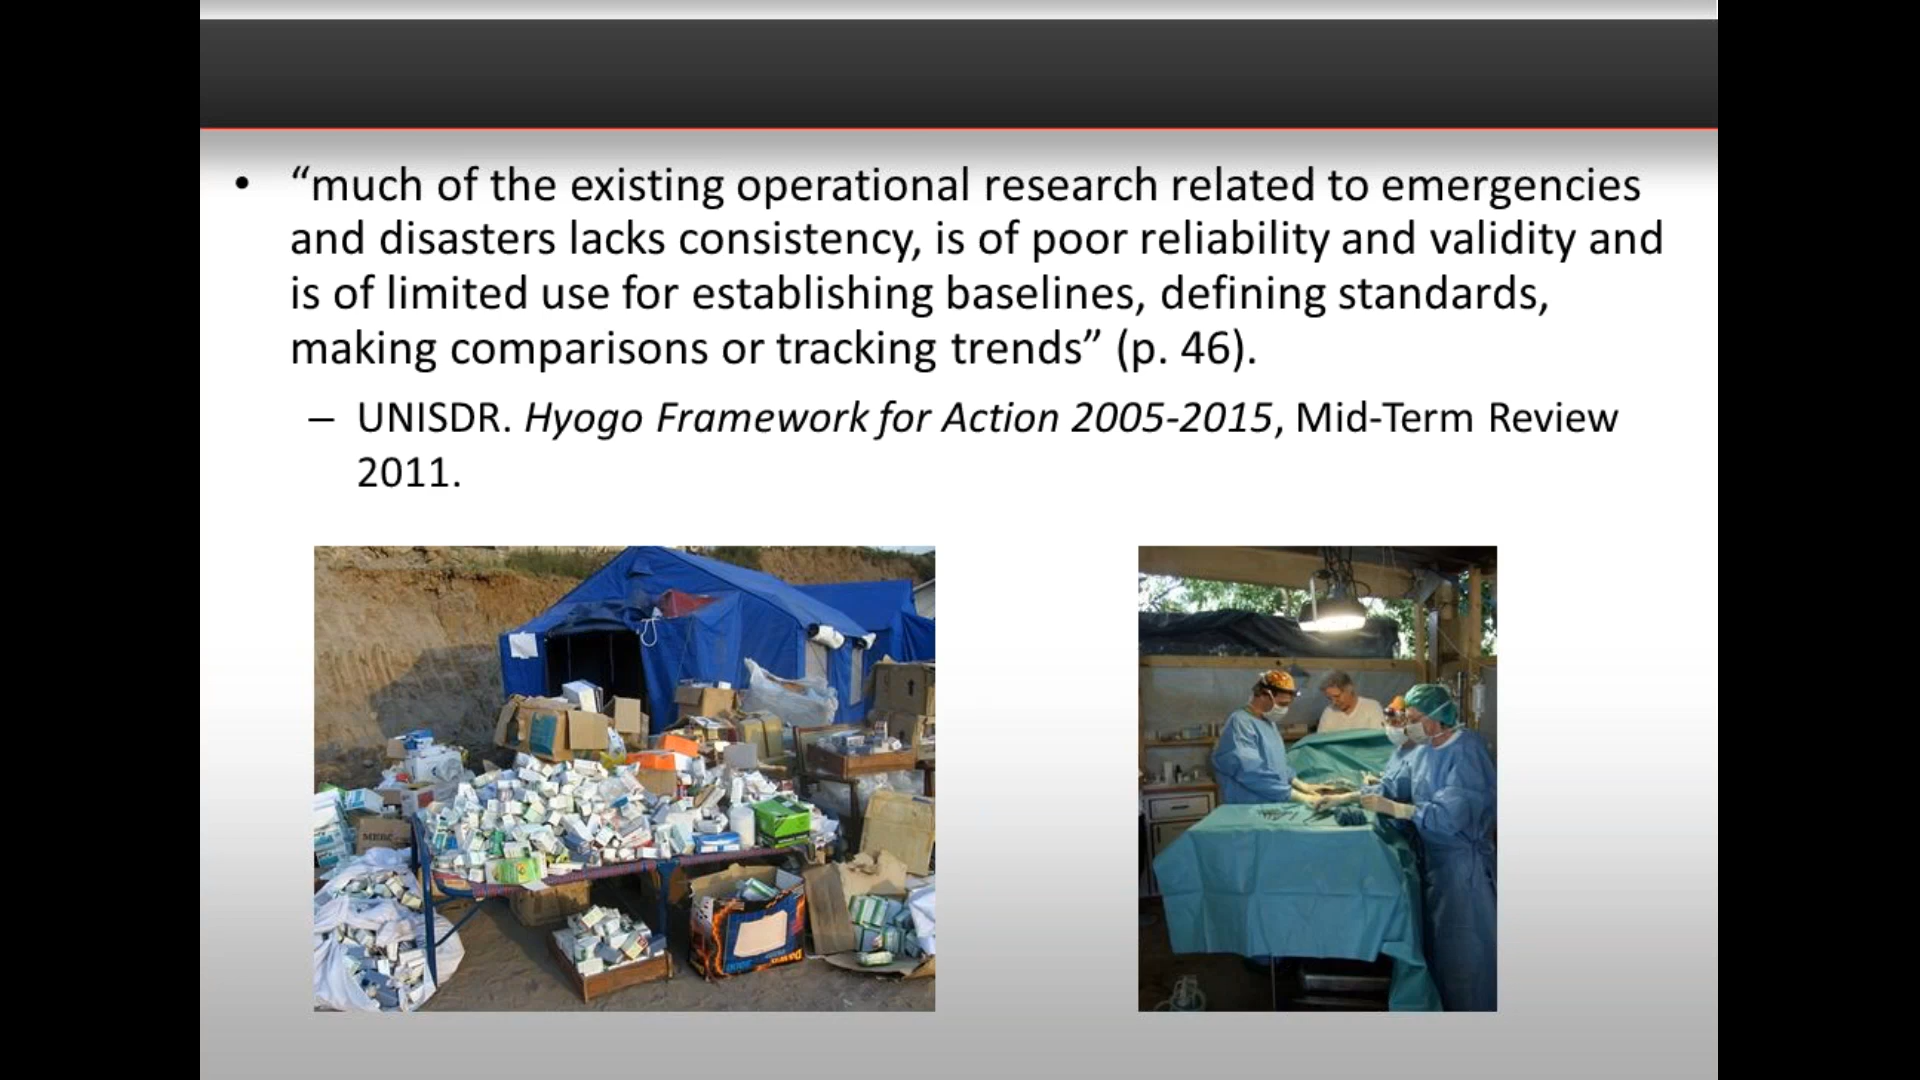 • “much of the existing operational research related to emergencies
and disasters lacks consistency, is of poor reliability and validity and
is of limited use for establishing baselines, defining standards,
making comparisons or tracking trends” (p. 46).
– UNISDR. Hyogo Framework for Action 2005-2015, Mid-Term Review
2011.